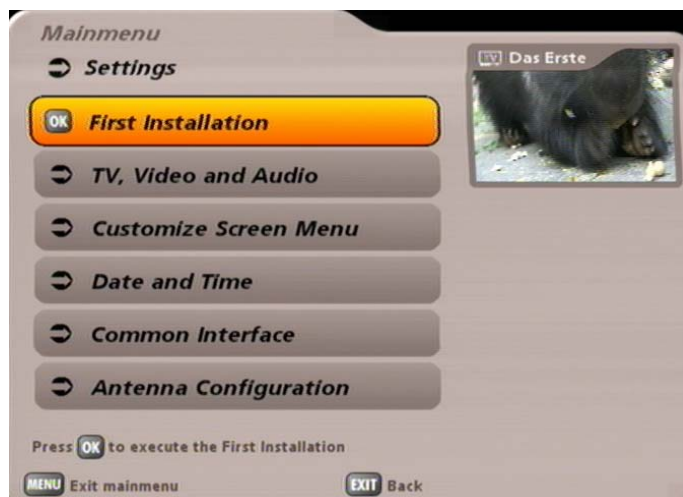 Mainmenu
Settings
TV Das Erste
OK First Installation
TV, Video and Audio
Customize Screen Menu
Date and Time
Common Interface
Antenna Configuration
Press OK to execute the First Installation
MENU Exit mainmenu EXIT Back